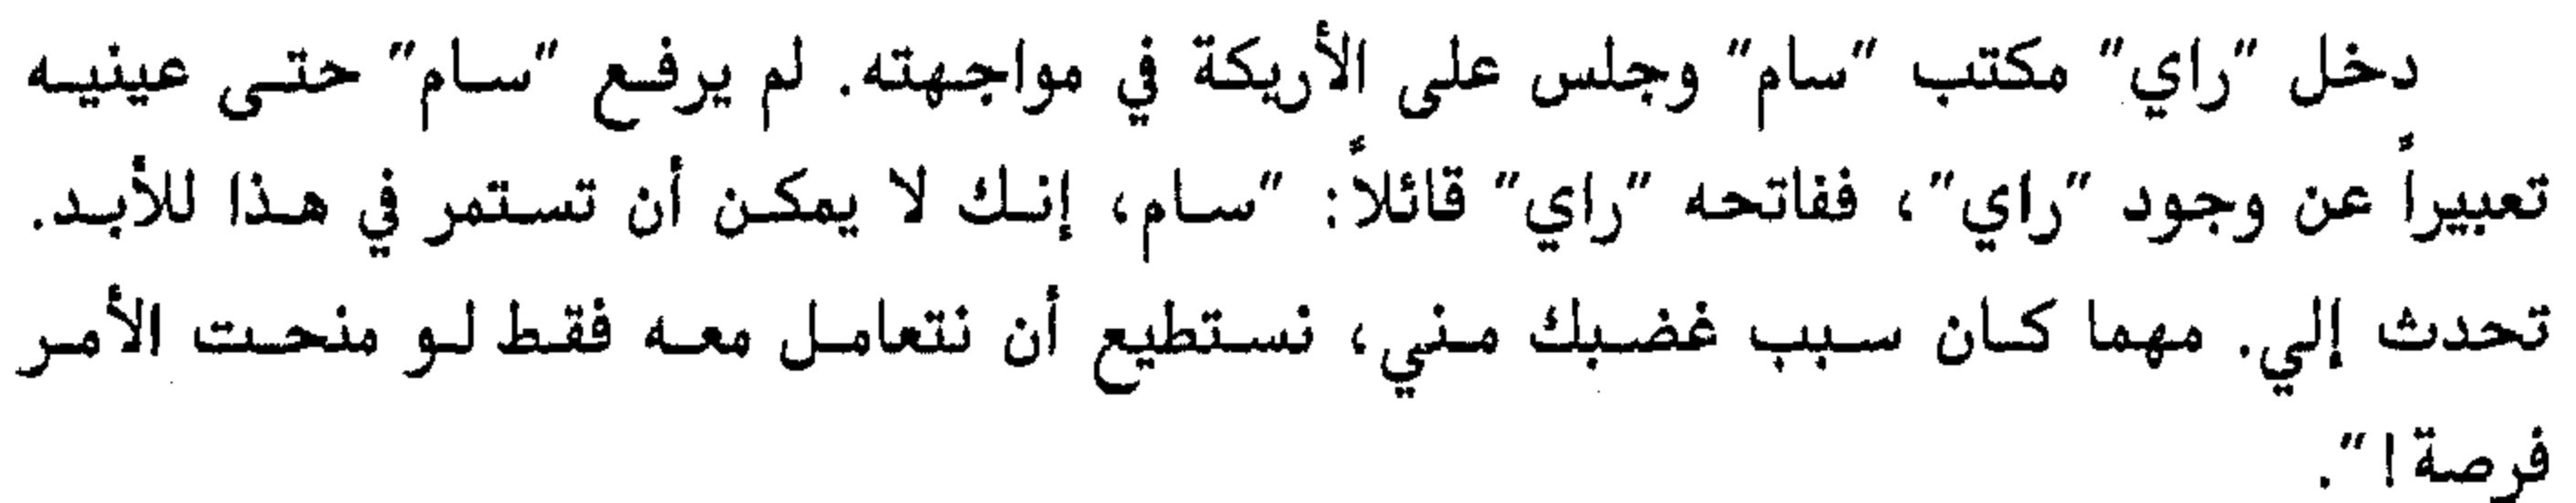 دخل "راي" مكتب "سام" وجلس على الأريكة في مواجهته. لم يرفع "سام" حتى عينيه
تعبيراً عن وجود "راي"، ففاتحه "راي" قائلاً: "سام، إنك لا يمكن أن تستمر في هذا للأبد.
تحدث إلي. مهما كان سبب غضبك مني، نستطيع أن نتعامل معه فقط لو منحت الأمر
فرصة! ".